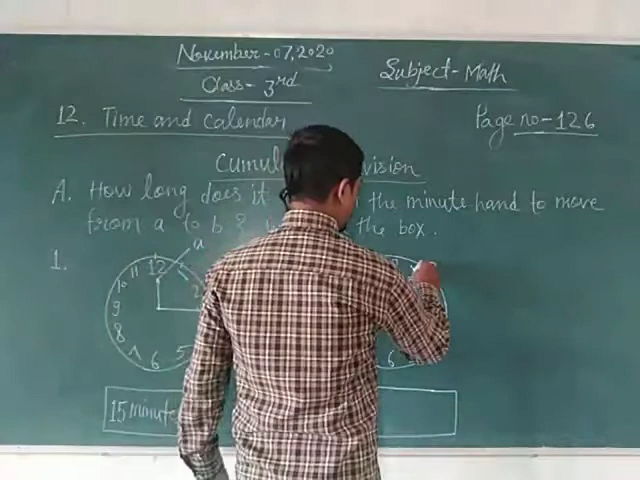 November-07,2020
Class- 3rd
Subject-Math
12. Time and Calendar
Page no-126
A. How long does it the minute hand to move
from a to b? the box.
1.
a
11 12
10 2
9
8
7 6 5
6
15 minute